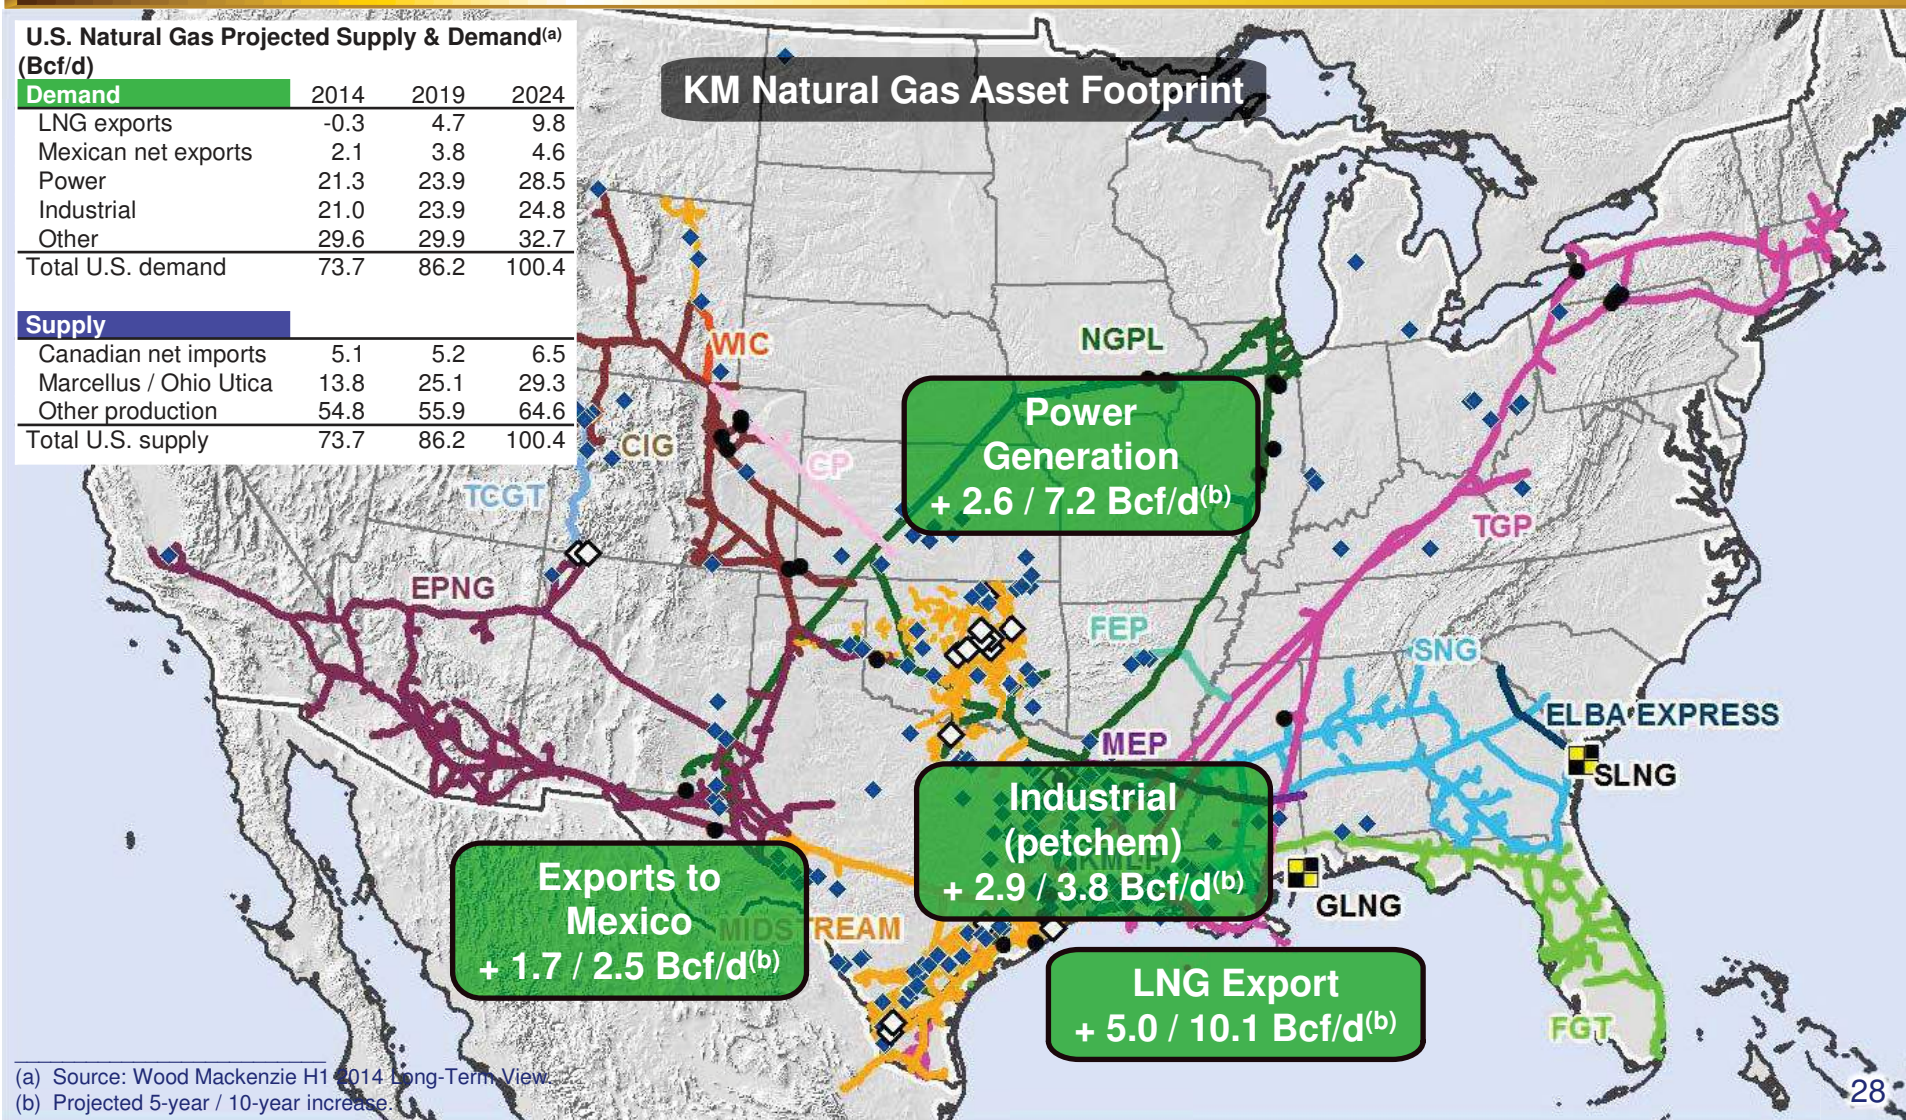 U.S. Natural Gas Projected Supply & Demand(a)
(Bcf/d)
Demand 2014 2019 2024
LNG exports -0.3 4.7 9.8
Mexican net exports 2.1 3.8 4.6
Power 21.3 23.9 28.5
Industrial 21.0 23.9 24.8
Other 29.6 29.9 32.7
Total U.S. demand 73.7 86.2 100.4
Supply
Canadian net imports 5.1 5.2 6.5
Marcellus / Ohio Utica 13.8 25.1 29.3
Other production 54.8 55.9 64.6
Total U.S. supply 73.7 86.2 100.4
KM Natural Gas Asset Footprint
WIC
NGPL
CIG
CP
TCGT
Power
Generation
+ 2.6 / 7.2 Bcf/d(b)
TGP
EPNG
FEP
SNG
ELBA EXPRESS
MEP
SLNG
Industrial
(petchem)
+ 2.9 / 3.8 Bcf/d(b)
Exports to
Mexico
+ 1.7 / 2.5 Bcf/d(b)
MIDSTREAM
GLNG
LNG Export
+ 5.0 / 10.1 Bcf/d(b)
FGT
(a) Source: Wood Mackenzie H1 2014 Long-Term View.
(b) Projected 5-year / 10-year increase.
28